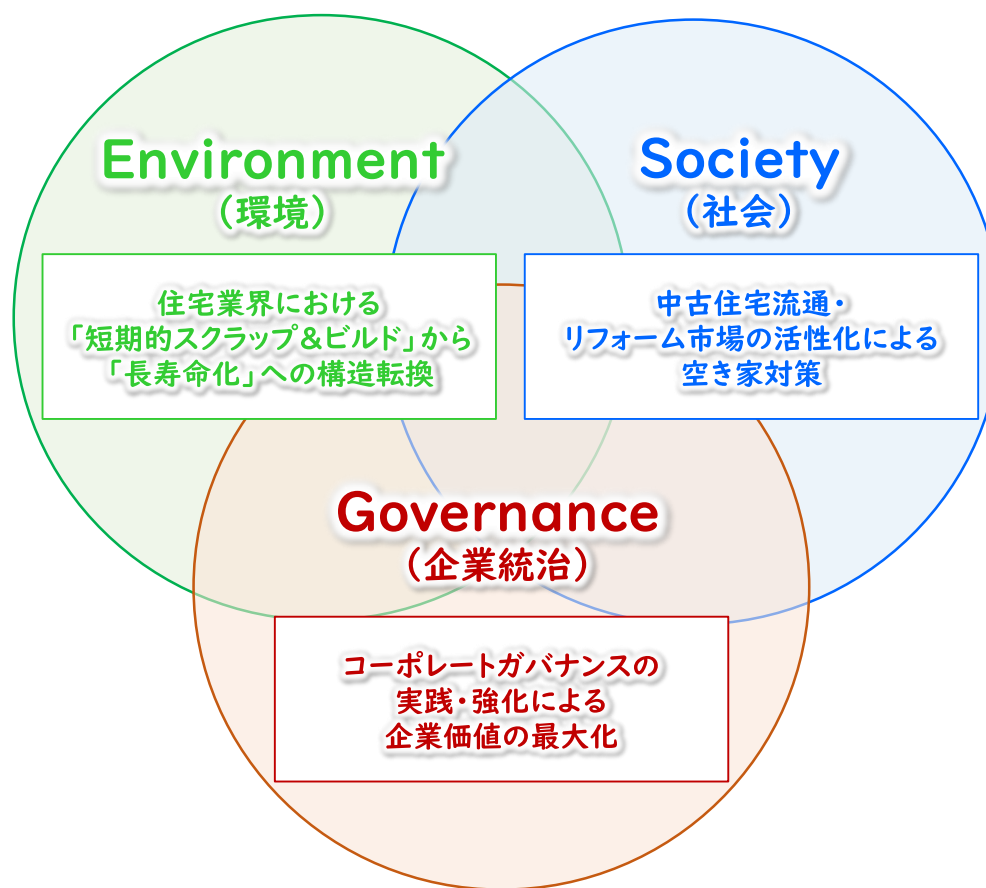 Environment
（環境）
住宅業界における
「短期的スクラップ&ビルド」から
「長寿命化」への構造転換
Society
（社会）
中古住宅流通・
リフォーム市場の活性化による
空き家対策
Governance
（企業統治）
コーポレートガバナンスの
実践・強化による
企業価値の最大化